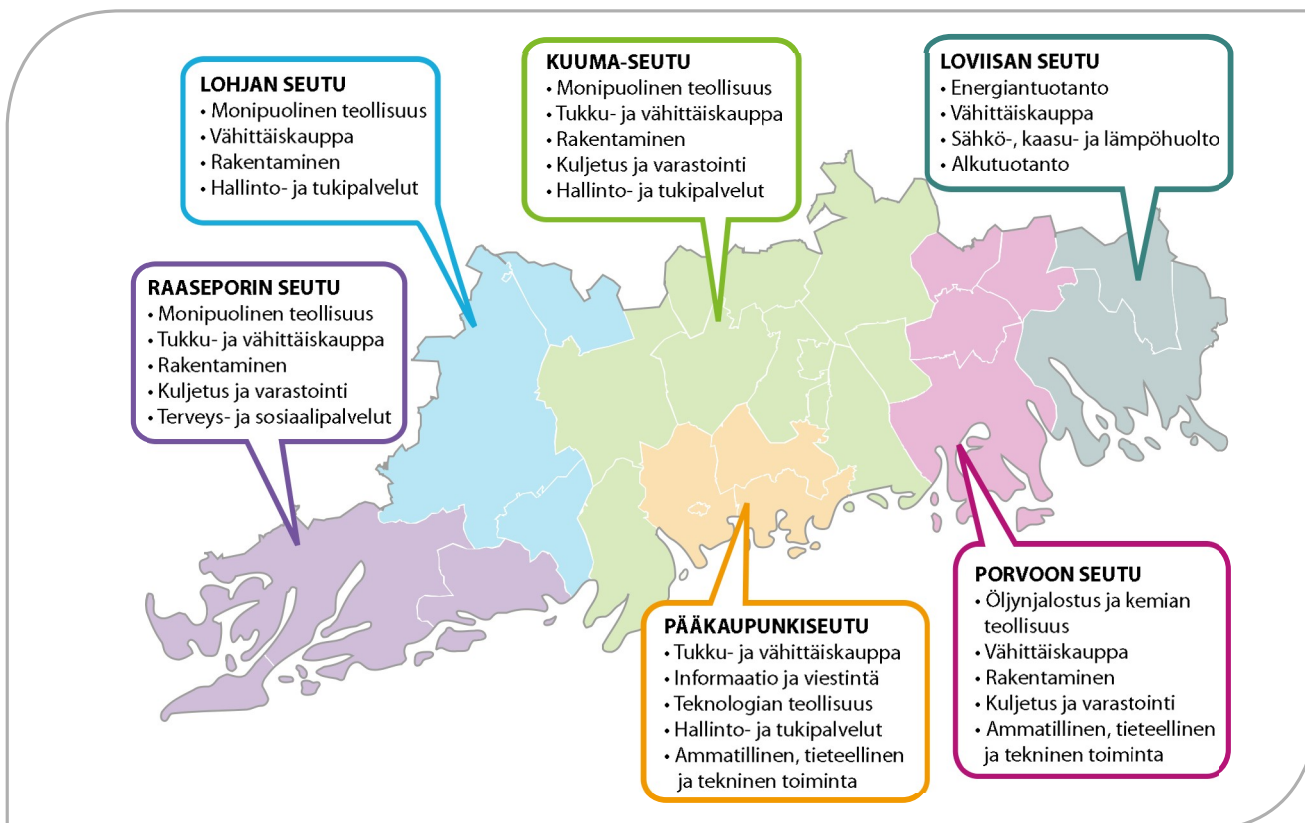 LOHJAN SEUTU
• Monipuolinen teollisuus
• Vähittäiskauppa
• Rakentaminen
• Hallinto- ja tukipalvelut
KUUMA-SEUTU
• Monipuolinen teollisuus
• Tukku- ja vähittäiskauppa
• Rakentaminen
• Kuljetus ja varastointi
• Hallinto- ja tukipalvelut
LOVIISAN SEUTU
• Energiantuotanto
• Vähittäiskauppa
• Sähkö-, kaasu- ja lämpöhuolto
• Alkutuotanto
RAASEPORIN SEUTU
• Monipuolinen teollisuus
• Tukku- ja vähittäiskauppa
• Rakentaminen
• Kuljetus ja varastointi
• Terveys- ja sosiaalipalvelut
PÄÄKAUPUNKISEUTU
• Tukku- ja vähittäiskauppa
• Informaatio ja viestintä
• Teknologian teollisuus
• Hallinto- ja tukipalvelut
• Ammatillinen, tieteellinen
ja tekninen toiminta
PORVOON SEUTU
• Öljynjalostus ja kemian
teollisuus
• Vähittäiskauppa
• Rakentaminen
• Kuljetus ja varastointi
• Ammatillinen, tieteellinen
ja tekninen toiminta